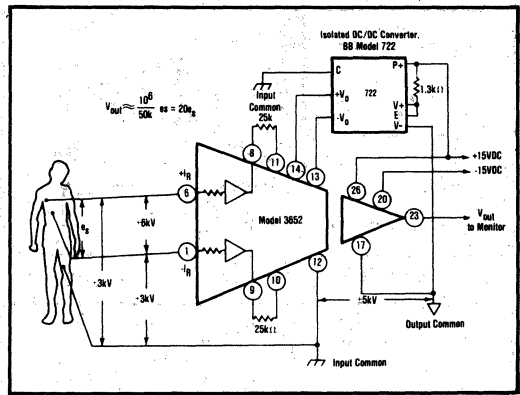 Isolated DC/DC Converter.
BB Model 722
C
P+
+V_D
722
V+
E
-V_D
V-
1.3kΩ
V_out ≈ 10^6 / 50k es = 20e_s
Input
Common
25k
8
11
14
13
+I_R
6
Model 3652
1
-I_R
9
10
12
25kΩ
e_s
±6kV
±3kV
±3kV
26
20
23
17
+15VDC
-15VDC
V_out
to Monitor
±5kV
Output Common
Input Common